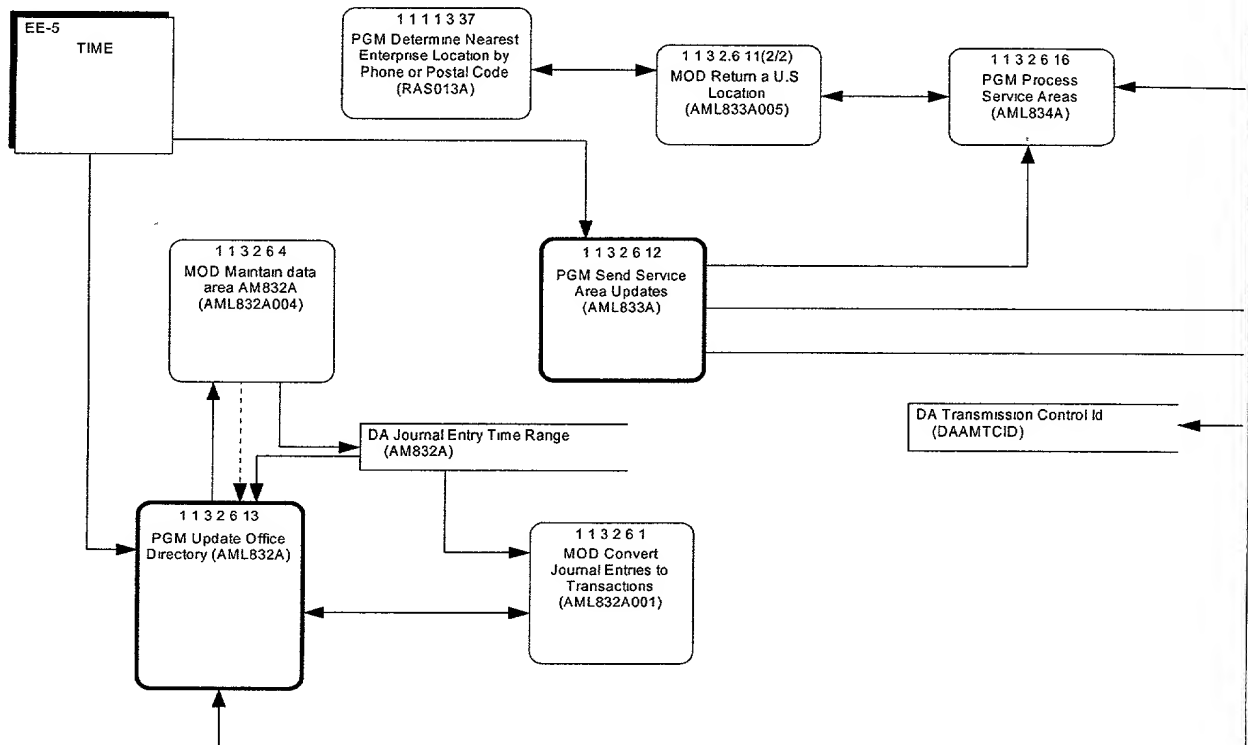 EE-5
TIME
1 1 1 1 3 37
PGM Determine Nearest
Enterprise Location by
Phone or Postal Code
(RAS013A)
1 1 3 2.6 11(2/2)
MOD Return a U.S
Location
(AML833A005)
1 1 3 2 6 16
PGM Process
Service Areas
(AML834A)
1 1 3 2 6 4
MOD Maintain data
area AM832A
(AML832A004)
1 1 3 2 6 12
PGM Send Service
Area Updates
(AML833A)
DA Journal Entry Time Range
(AM832A)
DA Transmission Control Id
(DAAMTCID)
1 1 3 2 6 13
PGM Update Office
Directory (AML832A)
1 1 3 2 6 1
MOD Convert
Journal Entries to
Transactions
(AML832A001)